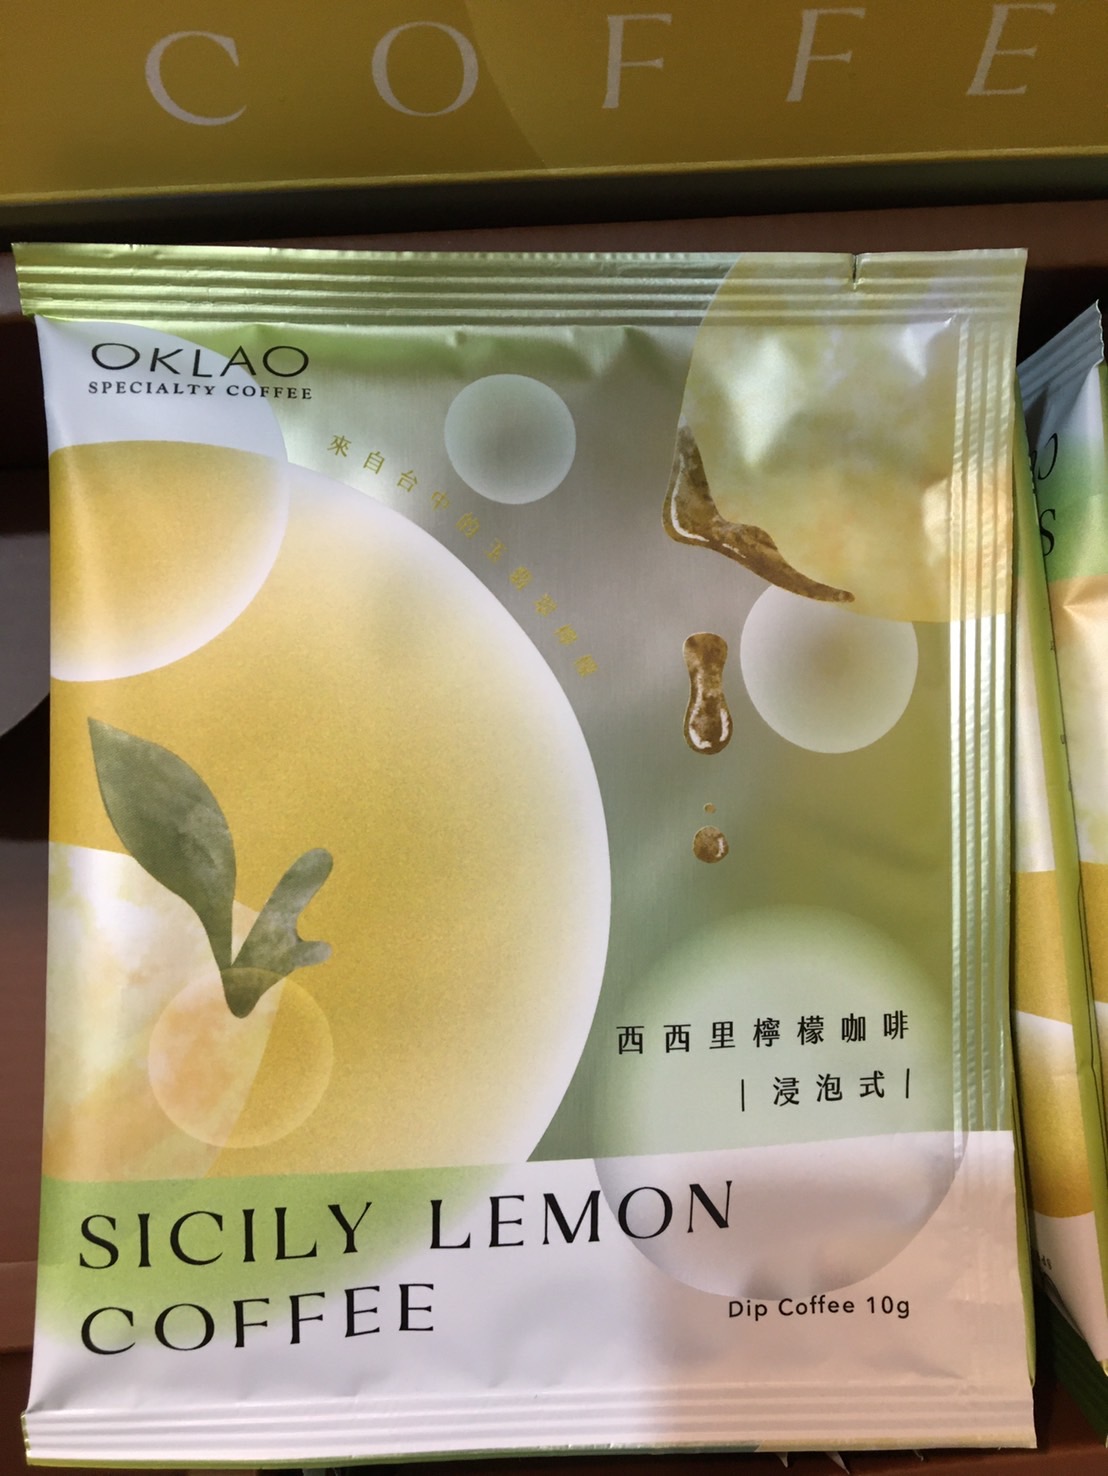 COFFEE
OKLAO
SPECIALTY COFFEE
來自台中的
西西里檸檬咖啡
| 浸泡式 |
SICILY LEMON
COFFEE
Dip Coffee 10g